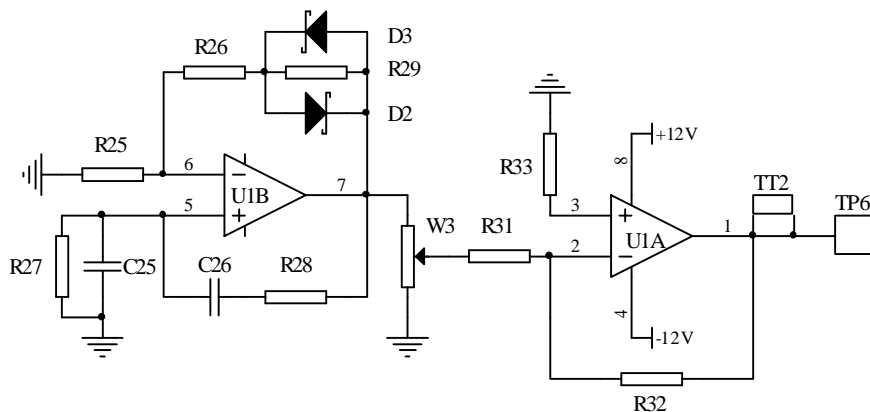 D3
R26
R29
D2
R25
6
U1B
7
5
R27
C25
C26
R28
W3
R31
R33
+12V
8
3
2
U1A
1
TT2
TP6
4
-12V
R32